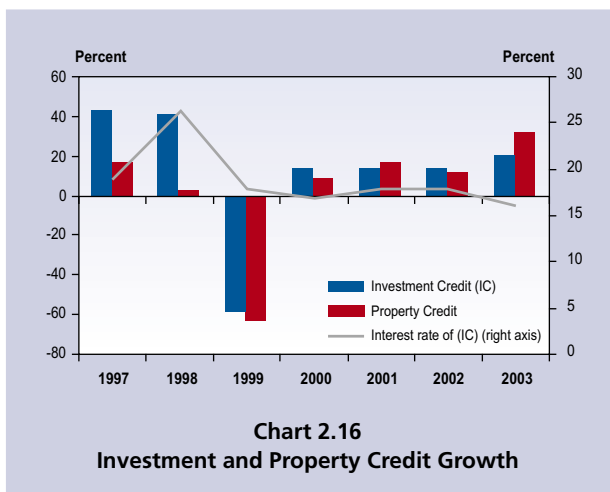 Percent Percent
60 30
40 25
20 20
0 15
-20
-40 10
-60 5
-80 0
Investment Credit (IC)
Property Credit
Interest rate of (IC) (right axis)
1997 1998 1999 2000 2001 2002 2003
Chart 2.16
Investment and Property Credit Growth